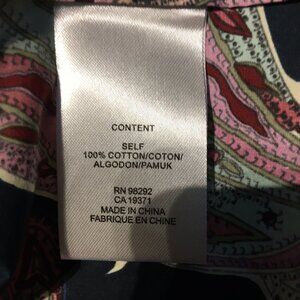 CONTENT
SELF
100% COTTON/COTON/
ALGODON/PAMUK
RN 98292
CA 19371
MADE IN CHINA
FABRIQUE EN CHINE